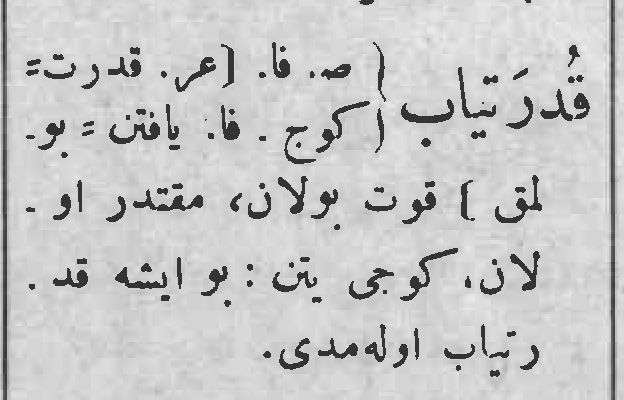 قُدرَتیاب ( ص. فا. [عر. قدرت=
( کوج . فا. یافتن = بو-
لمق ] قوت بولان، مقتدر او -
لان، کوجی یتن : بو ایشه قد -
رتیاب اوله‌مدی.